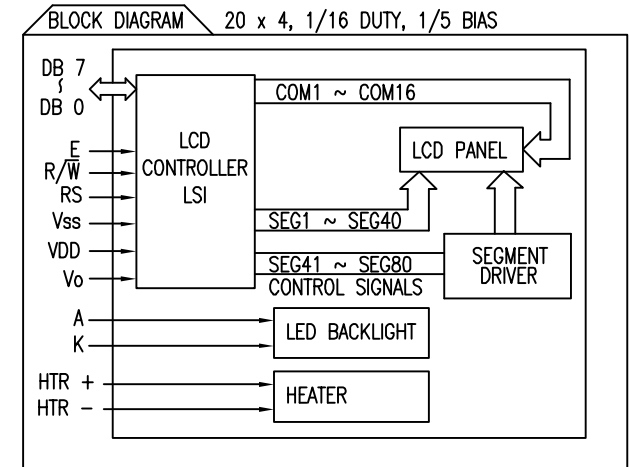 BLOCK DIAGRAM 20 x 4, 1/16 DUTY, 1/5 BIAS
DB 7
~
DB 0
E
R/W̅
RS
Vss
VDD
Vo
A
K
HTR +
HTR -
LCD
CONTROLLER
LSI
COM1 ~ COM16
LCD PANEL
SEG1 ~ SEG40
SEG41 ~ SEG80
CONTROL SIGNALS
SEGMENT
DRIVER
LED BACKLIGHT
HEATER